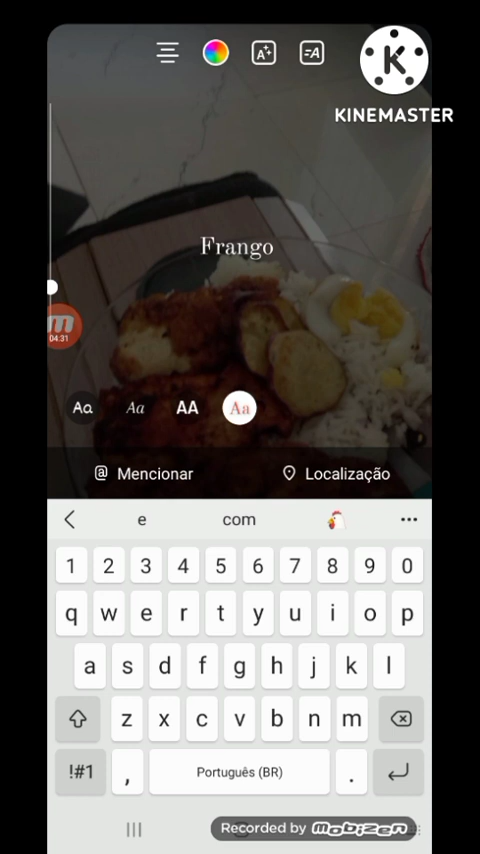 A+ =A K
KINEMASTER
Frango
04:31
Aa Aa AA Aa
@ Mencionar Localização
e com 🐔 ...
1 2 3 4 5 6 7 8 9 0
q w e r t y u i o p
a s d f g h j k l
z x c v b n m
!#1 , Português (BR) .
Recorded by mobizen